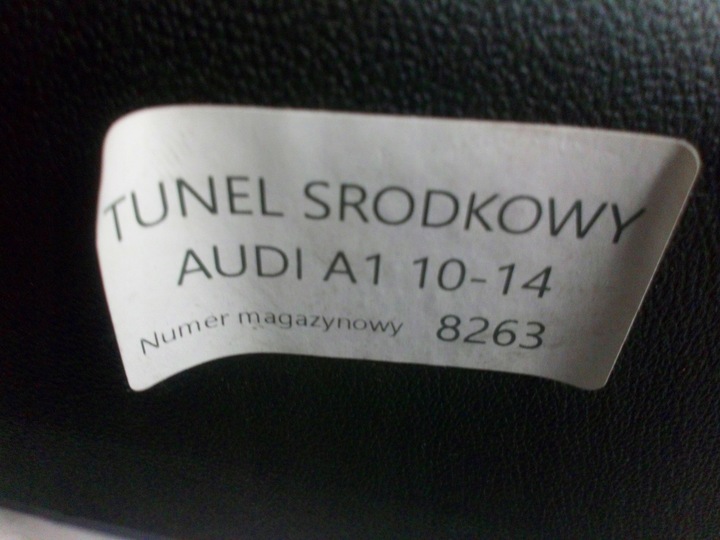 TUNEL SRODKOWY
AUDI A1 10-14
Numer magazynowy 8263